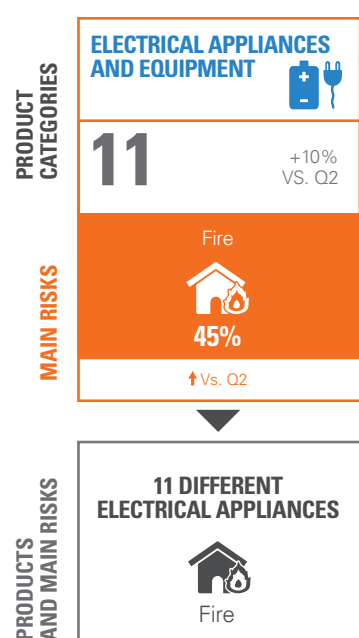 PRODUCT
CATEGORIES
ELECTRICAL APPLIANCES
AND EQUIPMENT
11
+10%
VS. Q2
MAIN RISKS
Fire
45%
Vs. Q2
PRODUCTS
AND MAIN RISKS
11 DIFFERENT
ELECTRICAL APPLIANCES
Fire